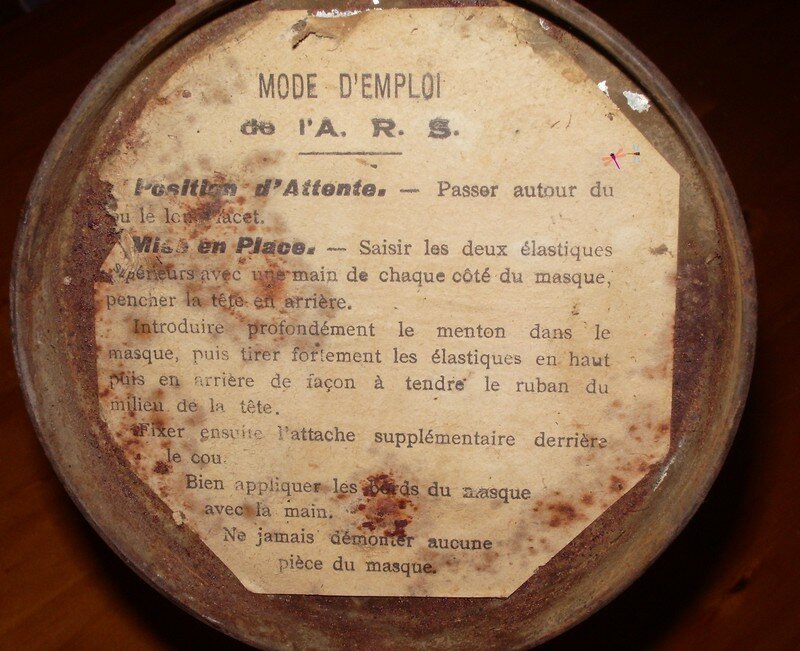 MODE D'EMPLOI
de l'A. R. S.
Position d'Attente. — Passer autour du
le lacet.
Mise en Place. — Saisir les deux élastiques
avec une main de chaque côté du masque,
pencher la tête en arrière.
Introduire profondément le menton dans le
masque, puis tirer fortement les élastiques en haut
puis en arrière de façon à tendre le ruban du
milieu de la tête.
Fixer ensuite l'attache supplémentaire derrière
le cou.
Bien appliquer les bords du masque
avec la main.
Ne jamais démonter aucune
pièce du masque.